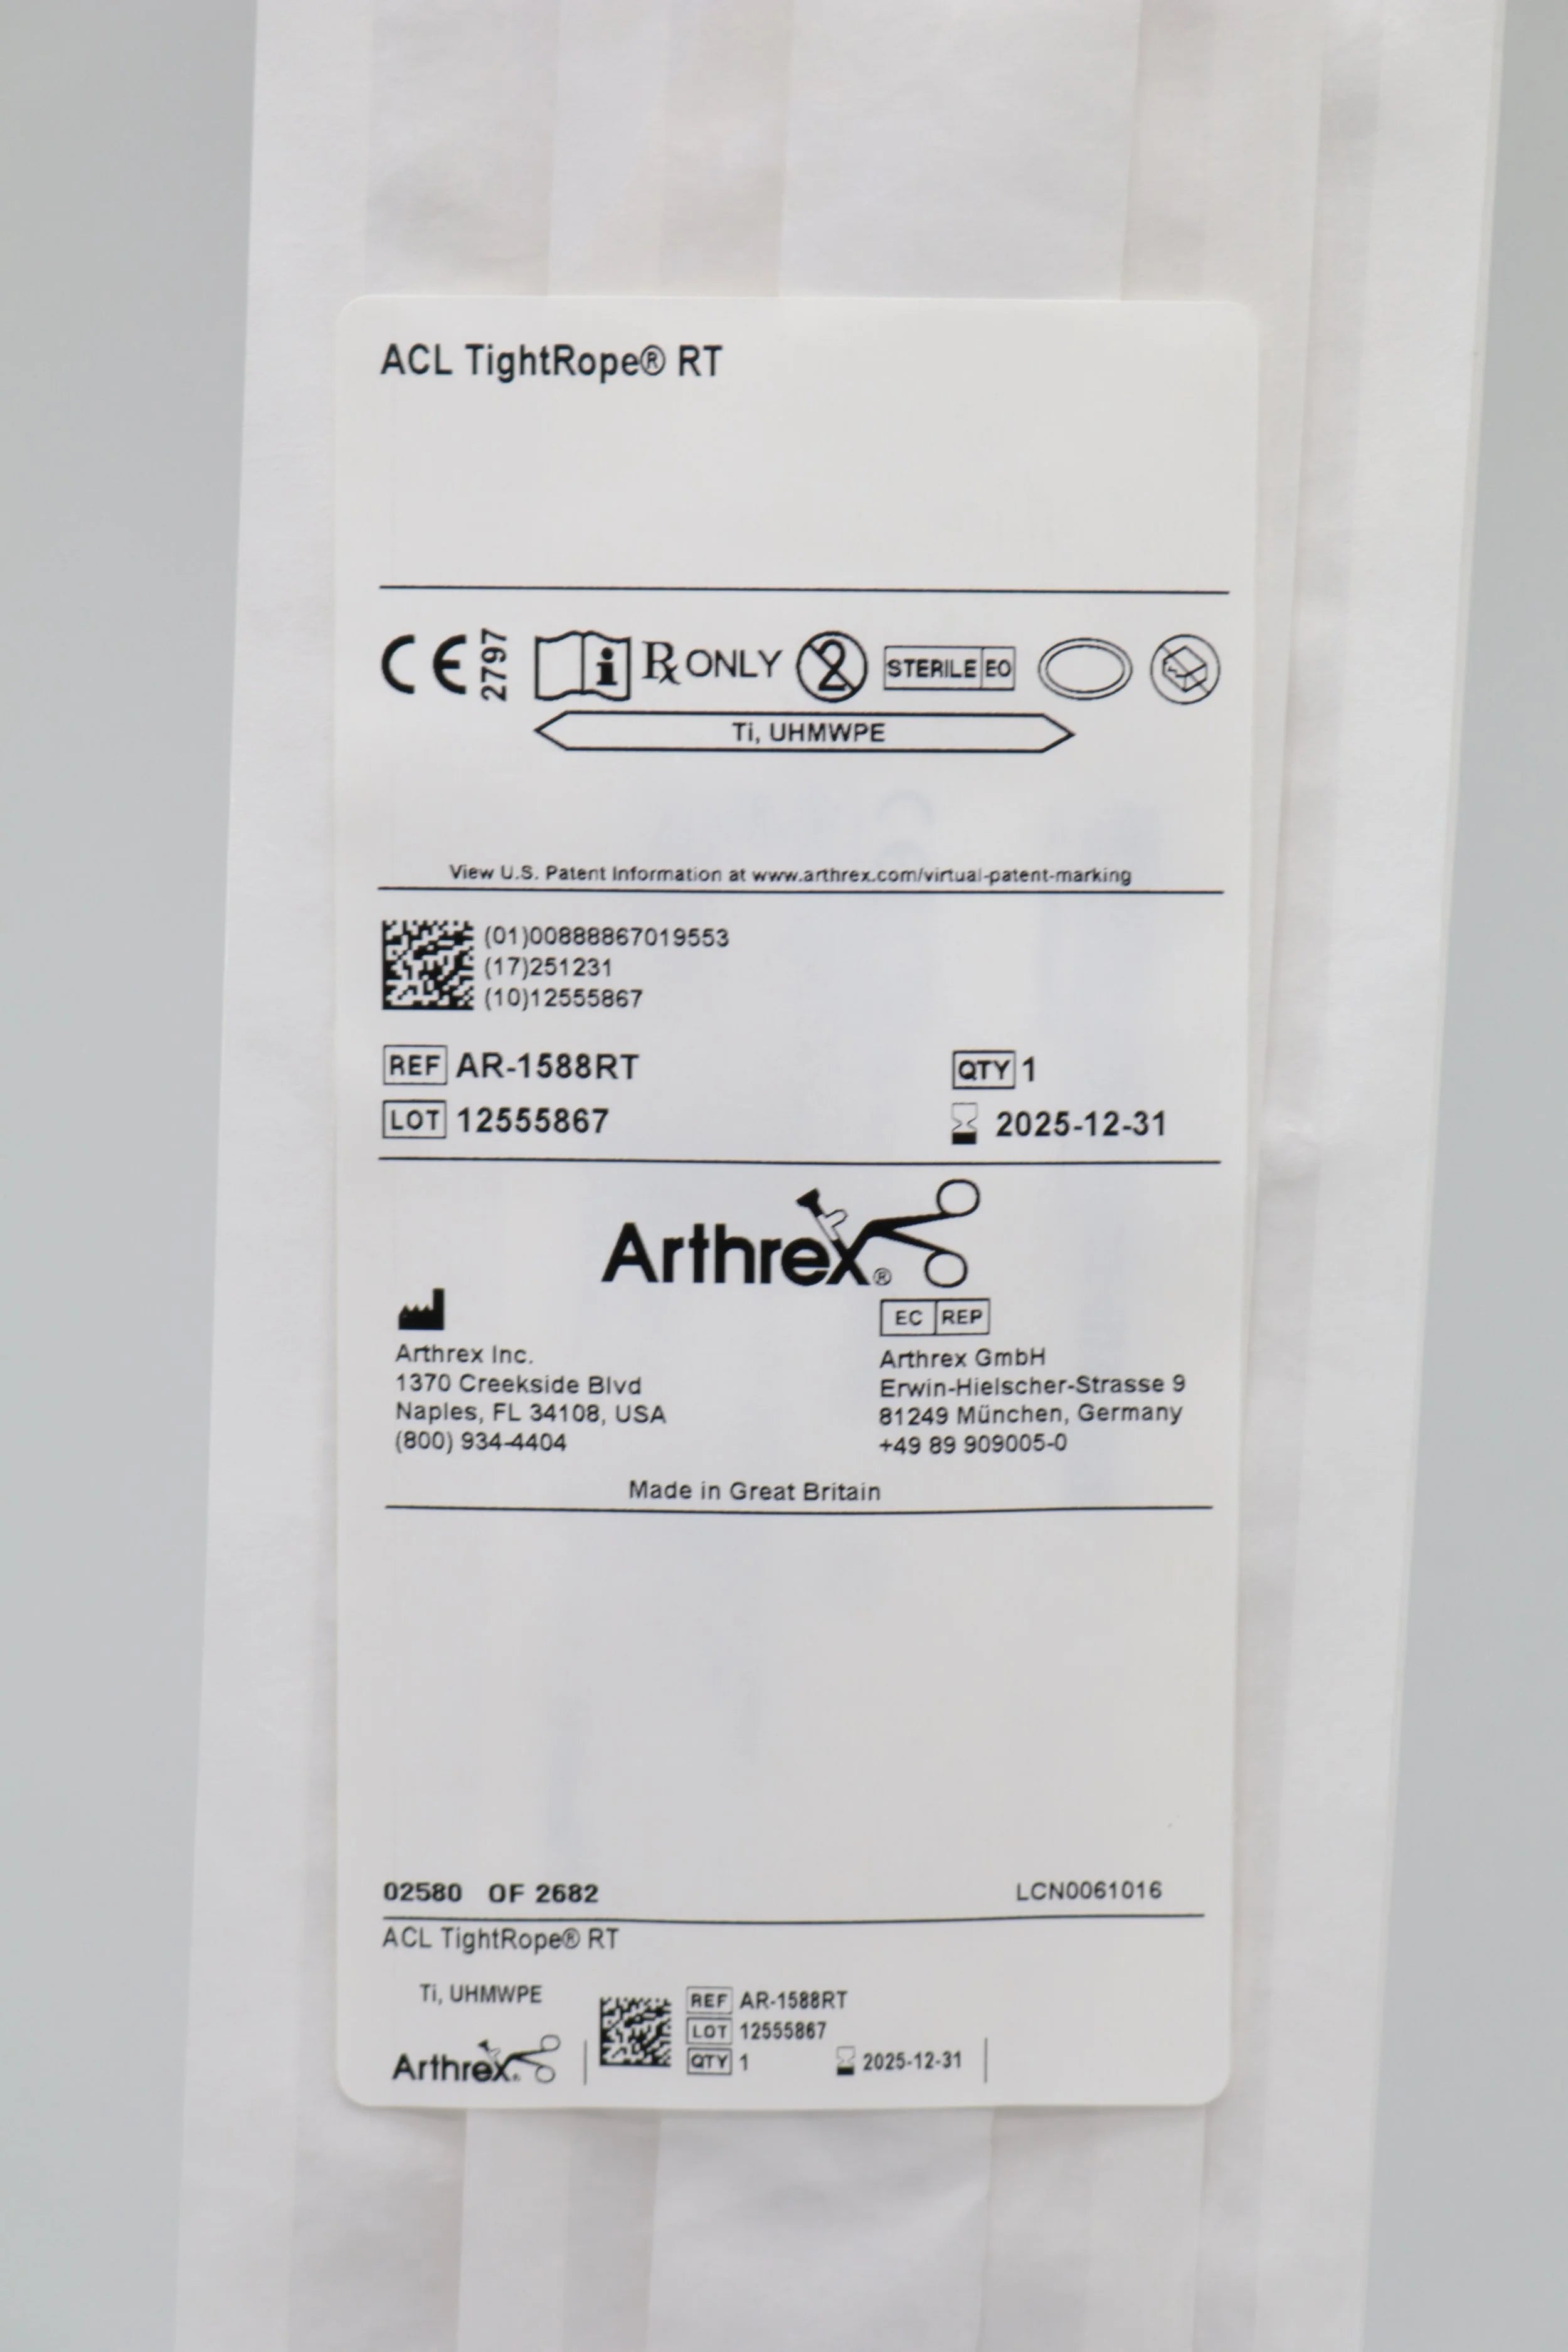 ACL TightRope® RT
CE 2797 i Rx ONLY 2 STERILE EO
Ti, UHMWPE
View U.S. Patent Information at www.arthrex.com/virtual-patent-marking
(01)00888867019553
(17)251231
(10)12555867
REF AR-1588RT QTY 1
LOT 12555867 2025-12-31
Arthrex®
EC REP
Arthrex Inc. Arthrex GmbH
1370 Creekside Blvd Erwin-Hielscher-Strasse 9
Naples, FL 34108, USA 81249 München, Germany
(800) 934-4404 +49 89 909005-0
Made in Great Britain
02580 OF 2682 LCN0061016
ACL TightRope® RT
Ti, UHMWPE
REF AR-1588RT
LOT 12555867
QTY 1 2025-12-31
Arthrex®